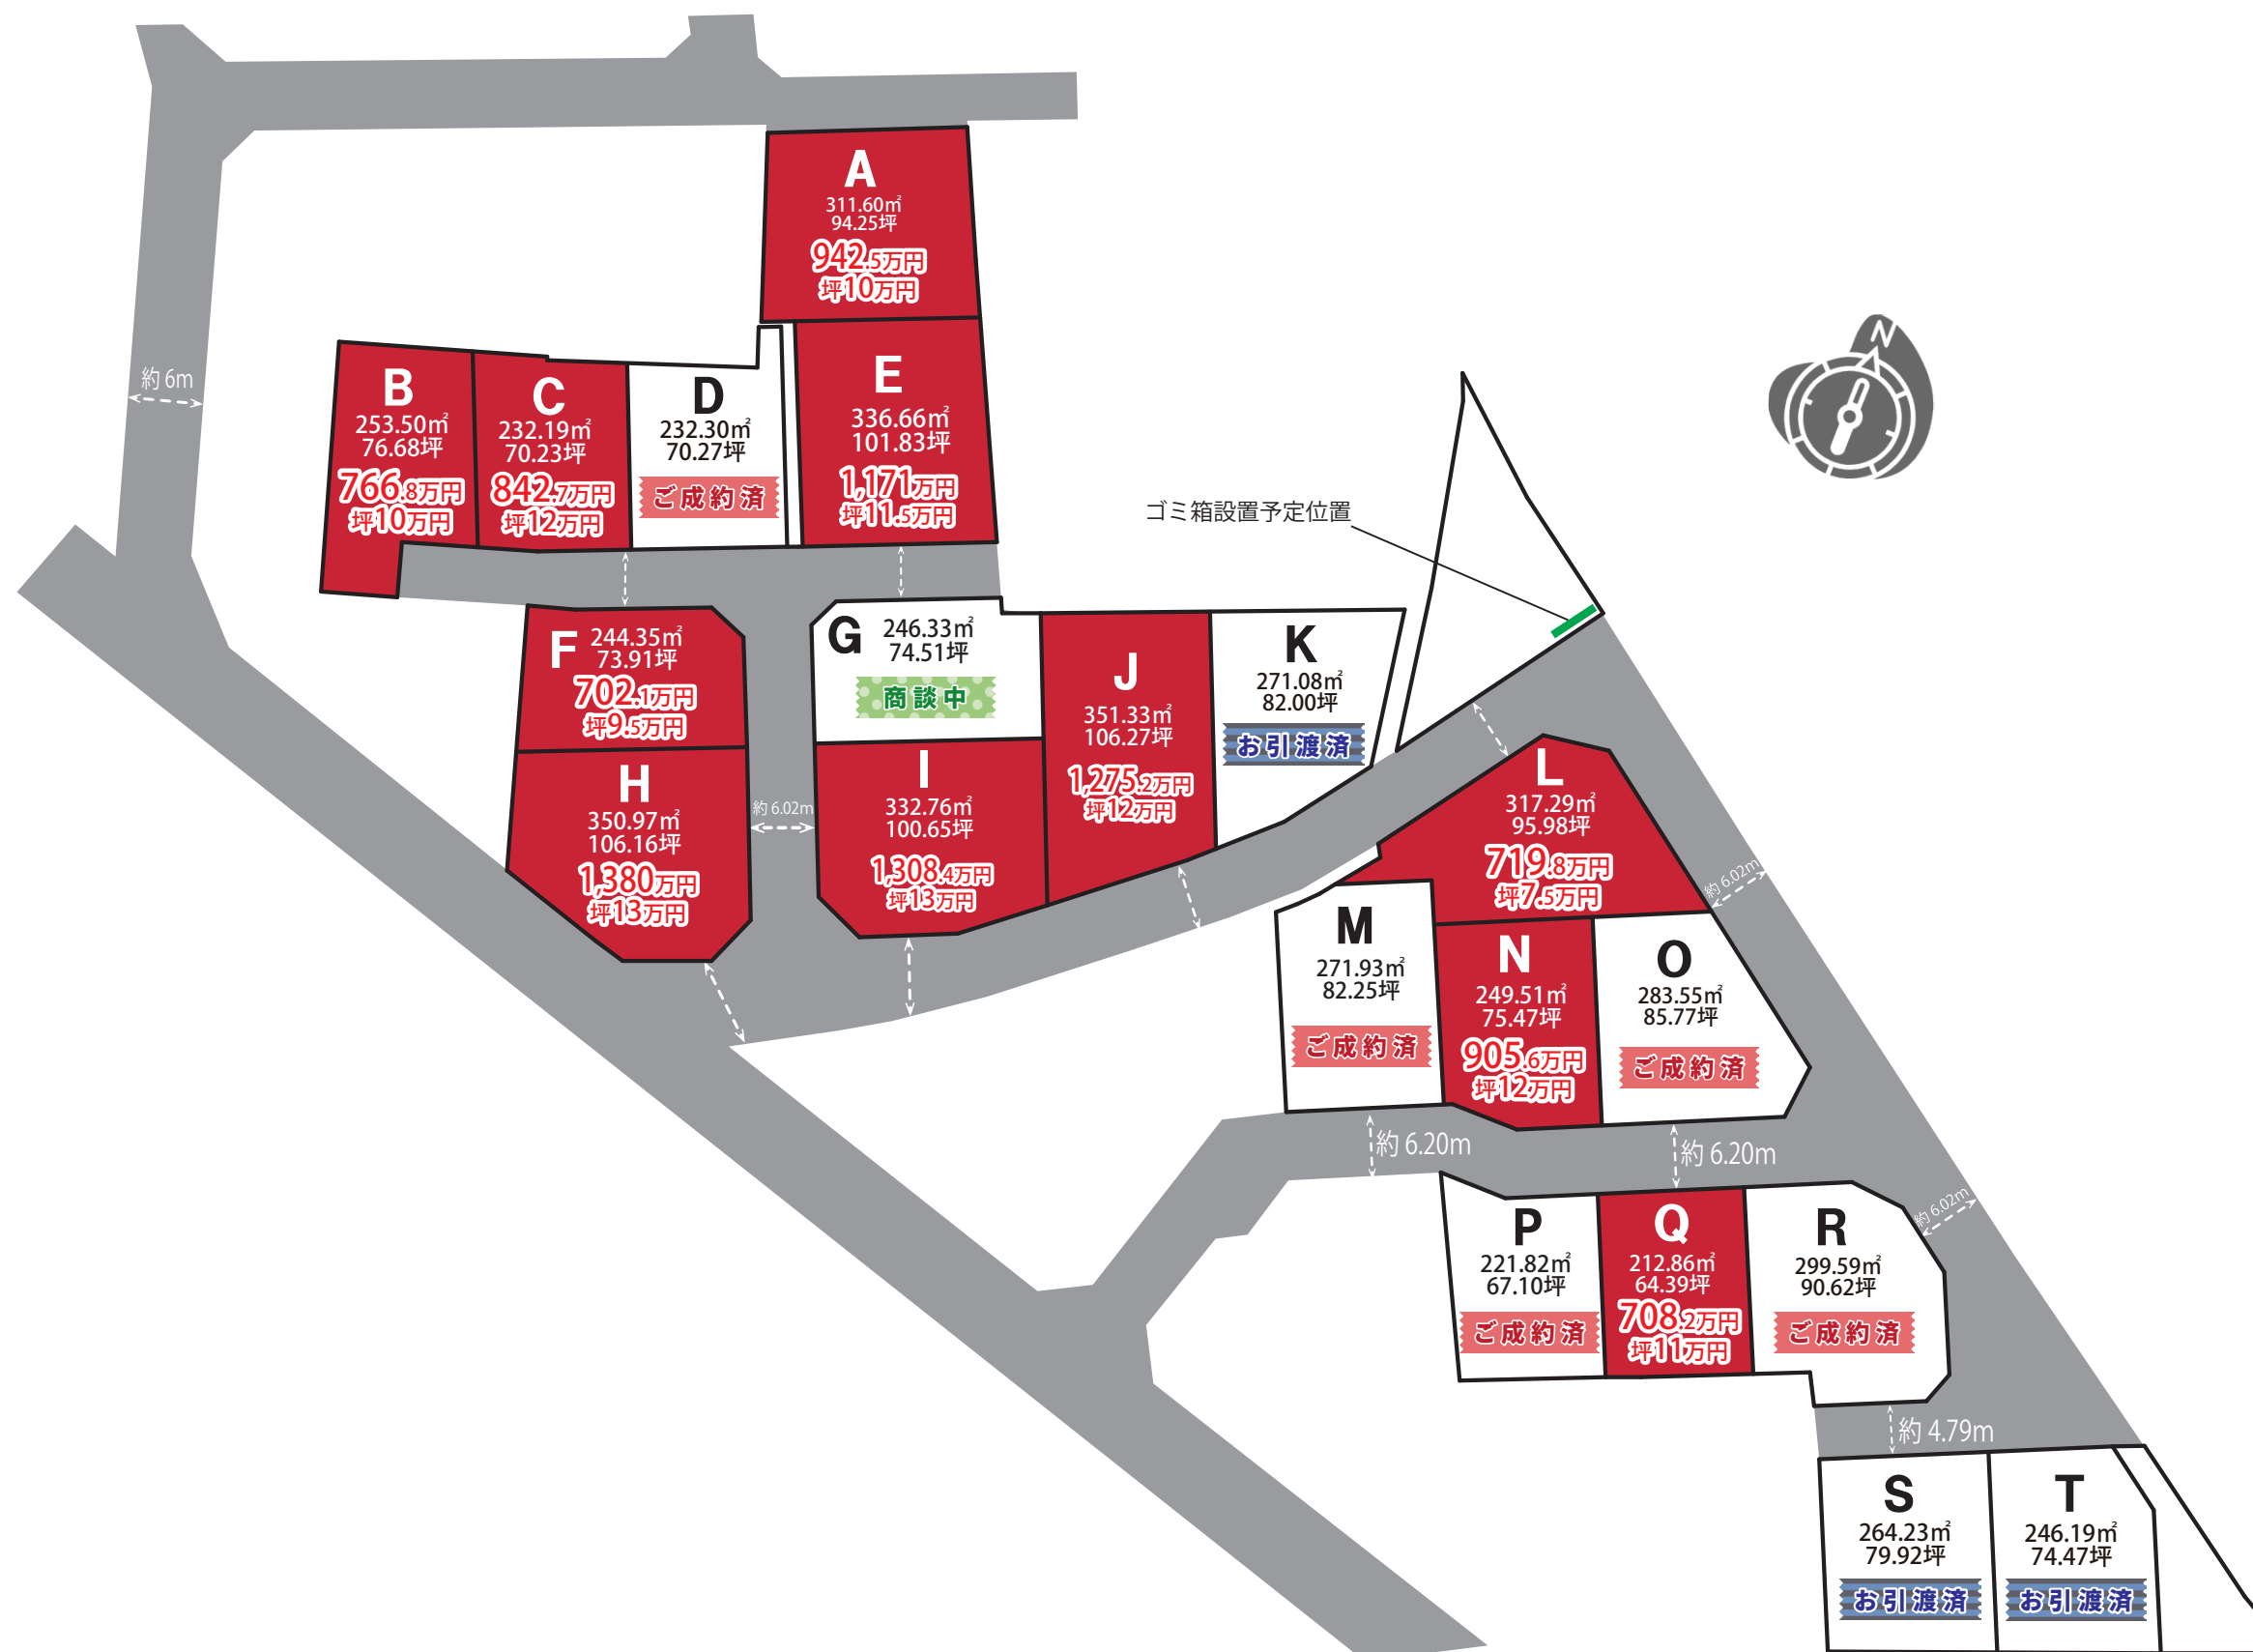 A
311.60㎡
94.25坪
942.5万円
坪10万円
N
約 6m
B
253.50㎡
76.68坪
766.8万円
坪10万円
C
232.19㎡
70.23坪
842.7万円
坪12万円
D
232.30㎡
70.27坪
ご成約済
E
336.66㎡
101.83坪
1,171万円
坪11.5万円
ゴミ箱設置予定位置
F
244.35㎡
73.91坪
702.1万円
坪9.5万円
G
246.33㎡
74.51坪
商談中
H
350.97㎡
106.16坪
1,380万円
坪13万円
約 6.02m
I
332.76㎡
100.65坪
1,308.4万円
坪13万円
J
351.33㎡
106.27坪
1,275.2万円
坪12万円
K
271.08㎡
82.00坪
お引渡済
L
317.29㎡
95.98坪
719.8万円
坪7.5万円
約 6.02m
M
271.93㎡
82.25坪
ご成約済
N
249.51㎡
75.47坪
905.6万円
坪12万円
O
283.55㎡
85.77坪
ご成約済
約 6.20m
約 6.20m
約 6.02m
P
221.82㎡
67.10坪
ご成約済
Q
212.86㎡
64.39坪
708.2万円
坪11万円
R
299.59㎡
90.62坪
ご成約済
約 4.79m
S
264.23㎡
79.92坪
お引渡済
T
246.19㎡
74.47坪
お引渡済